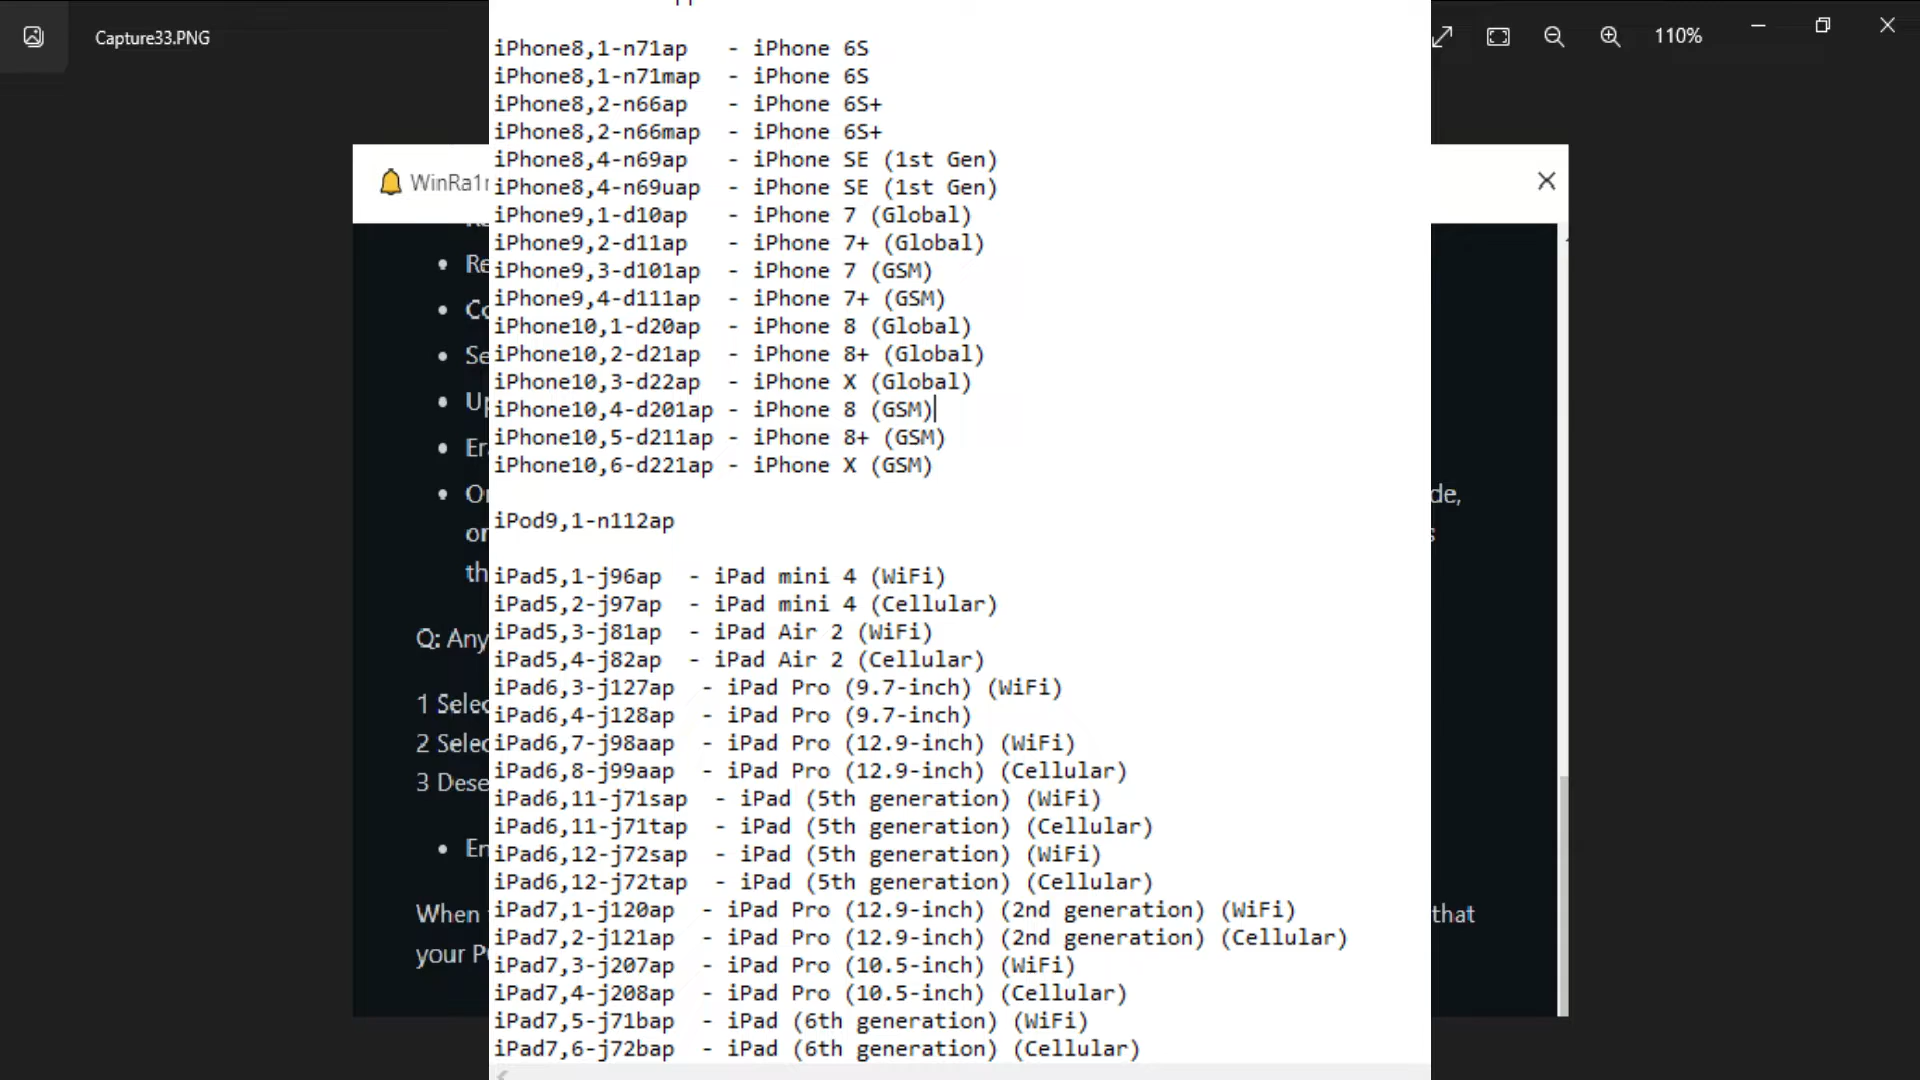 Capture33.PNG
110%
iPhone8,1-n71ap - iPhone 6S
iPhone8,1-n71map - iPhone 6S
iPhone8,2-n66ap - iPhone 6S+
iPhone8,2-n66map - iPhone 6S+
iPhone8,4-n69ap - iPhone SE (1st Gen)
iPhone8,4-n69uap - iPhone SE (1st Gen)
iPhone9,1-d10ap - iPhone 7 (Global)
iPhone9,2-d11ap - iPhone 7+ (Global)
iPhone9,3-d101ap - iPhone 7 (GSM)
iPhone9,4-d111ap - iPhone 7+ (GSM)
iPhone10,1-d20ap - iPhone 8 (Global)
iPhone10,2-d21ap - iPhone 8+ (Global)
iPhone10,3-d22ap - iPhone X (Global)
iPhone10,4-d201ap - iPhone 8 (GSM)
iPhone10,5-d211ap - iPhone 8+ (GSM)
iPhone10,6-d221ap - iPhone X (GSM)
iPod9,1-n112ap
iPad5,1-j96ap - iPad mini 4 (WiFi)
iPad5,2-j97ap - iPad mini 4 (Cellular)
iPad5,3-j81ap - iPad Air 2 (WiFi)
iPad5,4-j82ap - iPad Air 2 (Cellular)
iPad6,3-j127ap - iPad Pro (9.7-inch) (WiFi)
iPad6,4-j128ap - iPad Pro (9.7-inch)
iPad6,7-j98aap - iPad Pro (12.9-inch) (WiFi)
iPad6,8-j99aap - iPad Pro (12.9-inch) (Cellular)
iPad6,11-j71sap - iPad (5th generation) (WiFi)
iPad6,11-j71tap - iPad (5th generation) (Cellular)
iPad6,12-j72sap - iPad (5th generation) (WiFi)
iPad6,12-j72tap - iPad (5th generation) (Cellular)
iPad7,1-j120ap - iPad Pro (12.9-inch) (2nd generation) (WiFi)
iPad7,2-j121ap - iPad Pro (12.9-inch) (2nd generation) (Cellular)
iPad7,3-j207ap - iPad Pro (10.5-inch) (WiFi)
iPad7,4-j208ap - iPad Pro (10.5-inch) (Cellular)
iPad7,5-j71bap - iPad (6th generation) (WiFi)
iPad7,6-j72bap - iPad (6th generation) (Cellular)
WinRa1n
Q: Any
1 Selec
2 Selec
3 Dese
When
that
your